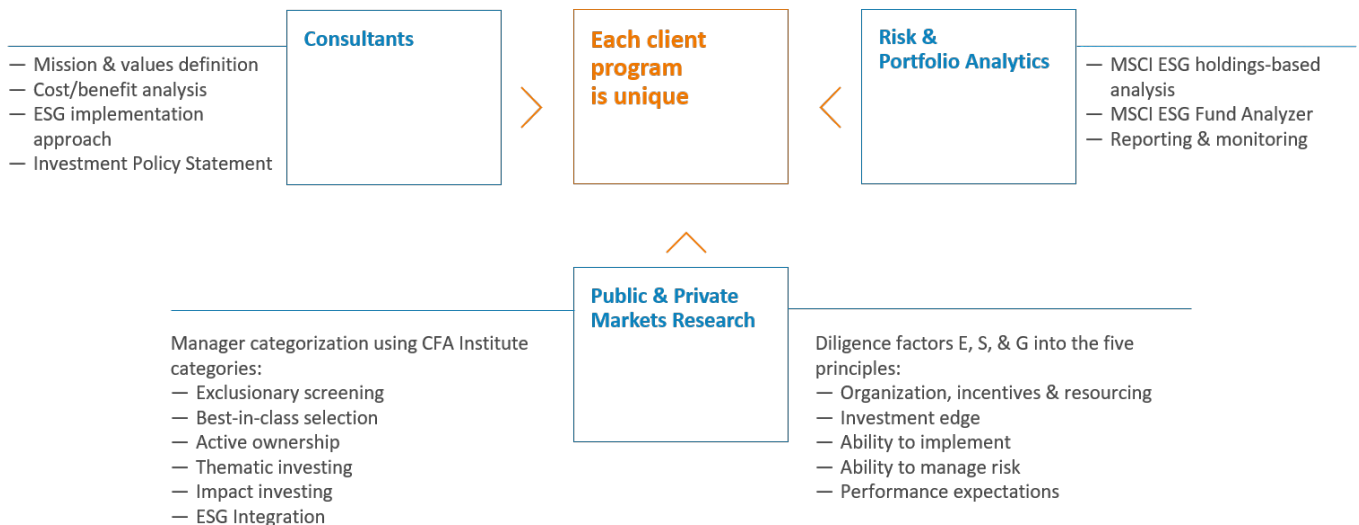 Consultants
— Mission & values definition
— Cost/benefit analysis
— ESG implementation
approach
— Investment Policy Statement
Each client
program
is unique
Risk &
Portfolio Analytics
— MSCI ESG holdings-based
analysis
— MSCI ESG Fund Analyzer
— Reporting & monitoring
Public & Private
Markets Research
Manager categorization using CFA Institute
categories:
— Exclusionary screening
— Best-in-class selection
— Active ownership
— Thematic investing
— Impact investing
— ESG Integration
Diligence factors E, S, & G into the five
principles:
— Organization, incentives & resourcing
— Investment edge
— Ability to implement
— Ability to manage risk
— Performance expectations